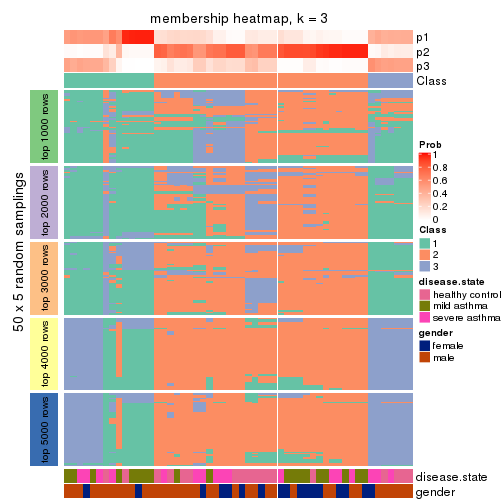 membership heatmap, k = 3
p1
p2
p3
Class
50 x 5 random samplings
top 1000 rows
top 2000 rows
top 3000 rows
top 4000 rows
top 5000 rows
disease.state
gender
Prob
1
0.8
0.6
0.4
0.2
0
Class
1
2
3
disease.state
healthy control
mild asthma
severe asthma
gender
female
male